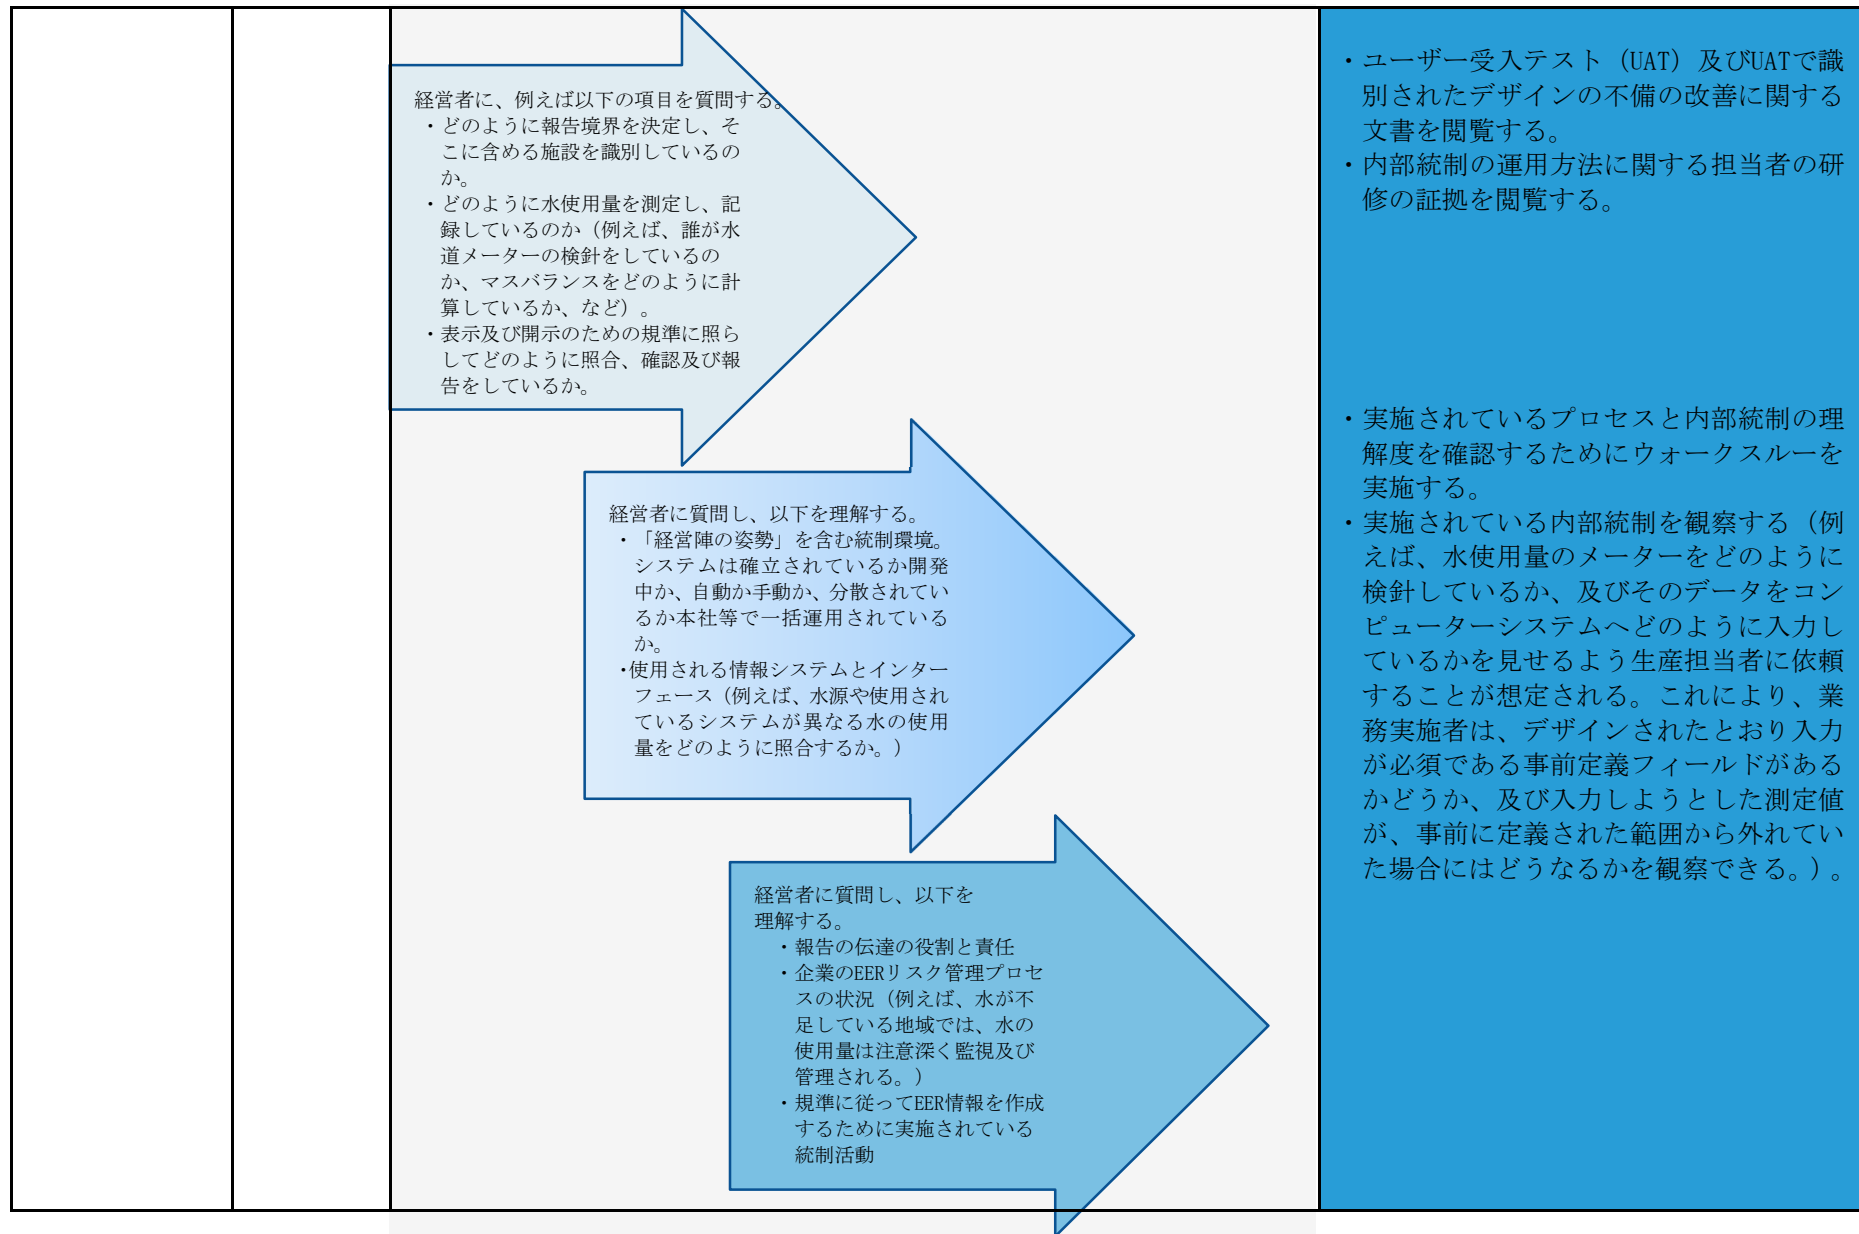 経営者に、例えば以下の項目を質問する。
・どのように報告境界を決定し、そ
こに含める施設を識別しているの
か。
・どのように水使用量を測定し、記
録しているのか（例えば、誰が水
道メーターの検針をしているの
か、マスバランスをどのように計
算しているか、など）。
・表示及び開示のための規準に照ら
してどのように照合、確認及び報
告をしているか。
経営者に質問し、以下を理解する。
・「経営陣の姿勢」を含む統制環境。
システムは確立されているか開発
中か、自動か手動か、分散されてい
るか本社等で一括運用されている
か。
・使用される情報システムとインター
フェース（例えば、水源や使用され
ているシステムが異なる水の使用
量をどのように照合するか。）
経営者に質問し、以下を
理解する。
・報告の伝達の役割と責任
・企業のEERリスク管理プロセ
スの状況（例えば、水が不
足している地域では、水の
使用量は注意深く監視及び
管理される。）
・規準に従ってEER情報を作成
するために実施されている
統制活動
・ユーザー受入テスト（UAT）及びUATで識
別されたデザインの不備の改善に関する
文書を閲覧する。
・内部統制の運用方法に関する担当者の研
修の証拠を閲覧する。
・実施されているプロセスと内部統制の理
解度を確認するためにウォークスルーを
実施する。
・実施されている内部統制を観察する（例
えば、水使用量のメーターをどのように
検針しているか、及びそのデータをコン
ピューターシステムへどのように入力し
ているかを見せるよう生産担当者に依頼
することが想定される。これにより、業
務実施者は、デザインされたとおり入力
が必須である事前定義フィールドがある
かどうか、及び入力しようとした測定値
が、事前に定義された範囲から外れてい
た場合にはどうなるかを観察できる。）。